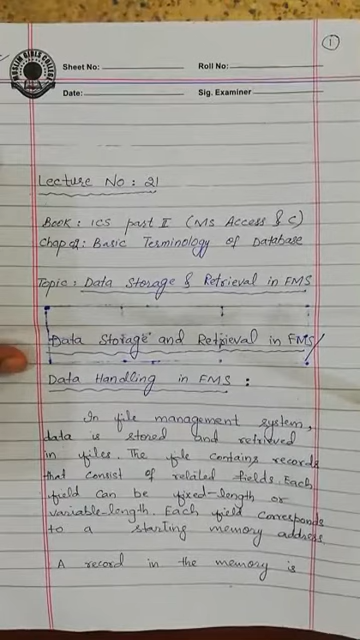 1
MUSLIM GIRLS COLLEGE
Sheet No: Roll No:
Date: Sig. Examiner
Lecture No : 21
Book : ICS part II (MS Access & C)
Chap 01: Basic Terminology of Database
Topic : Data Storage & Retrieval in FMS
Data Storage and Retrieval in FMS
Data Handling in FMS :
In file management system,
data is stored and retrieved
in files. The file contains records
that consist of related fields. Each
field can be fixed-length or
variable-length. Each field corresponds
to a starting memory address
A record in the memory is